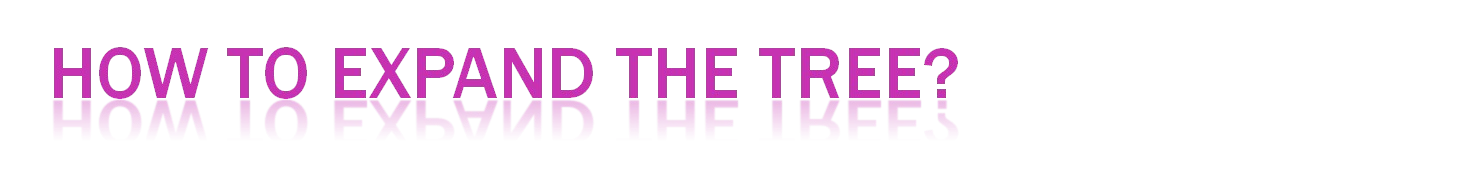 HOW TO EXPAND THE TREE?